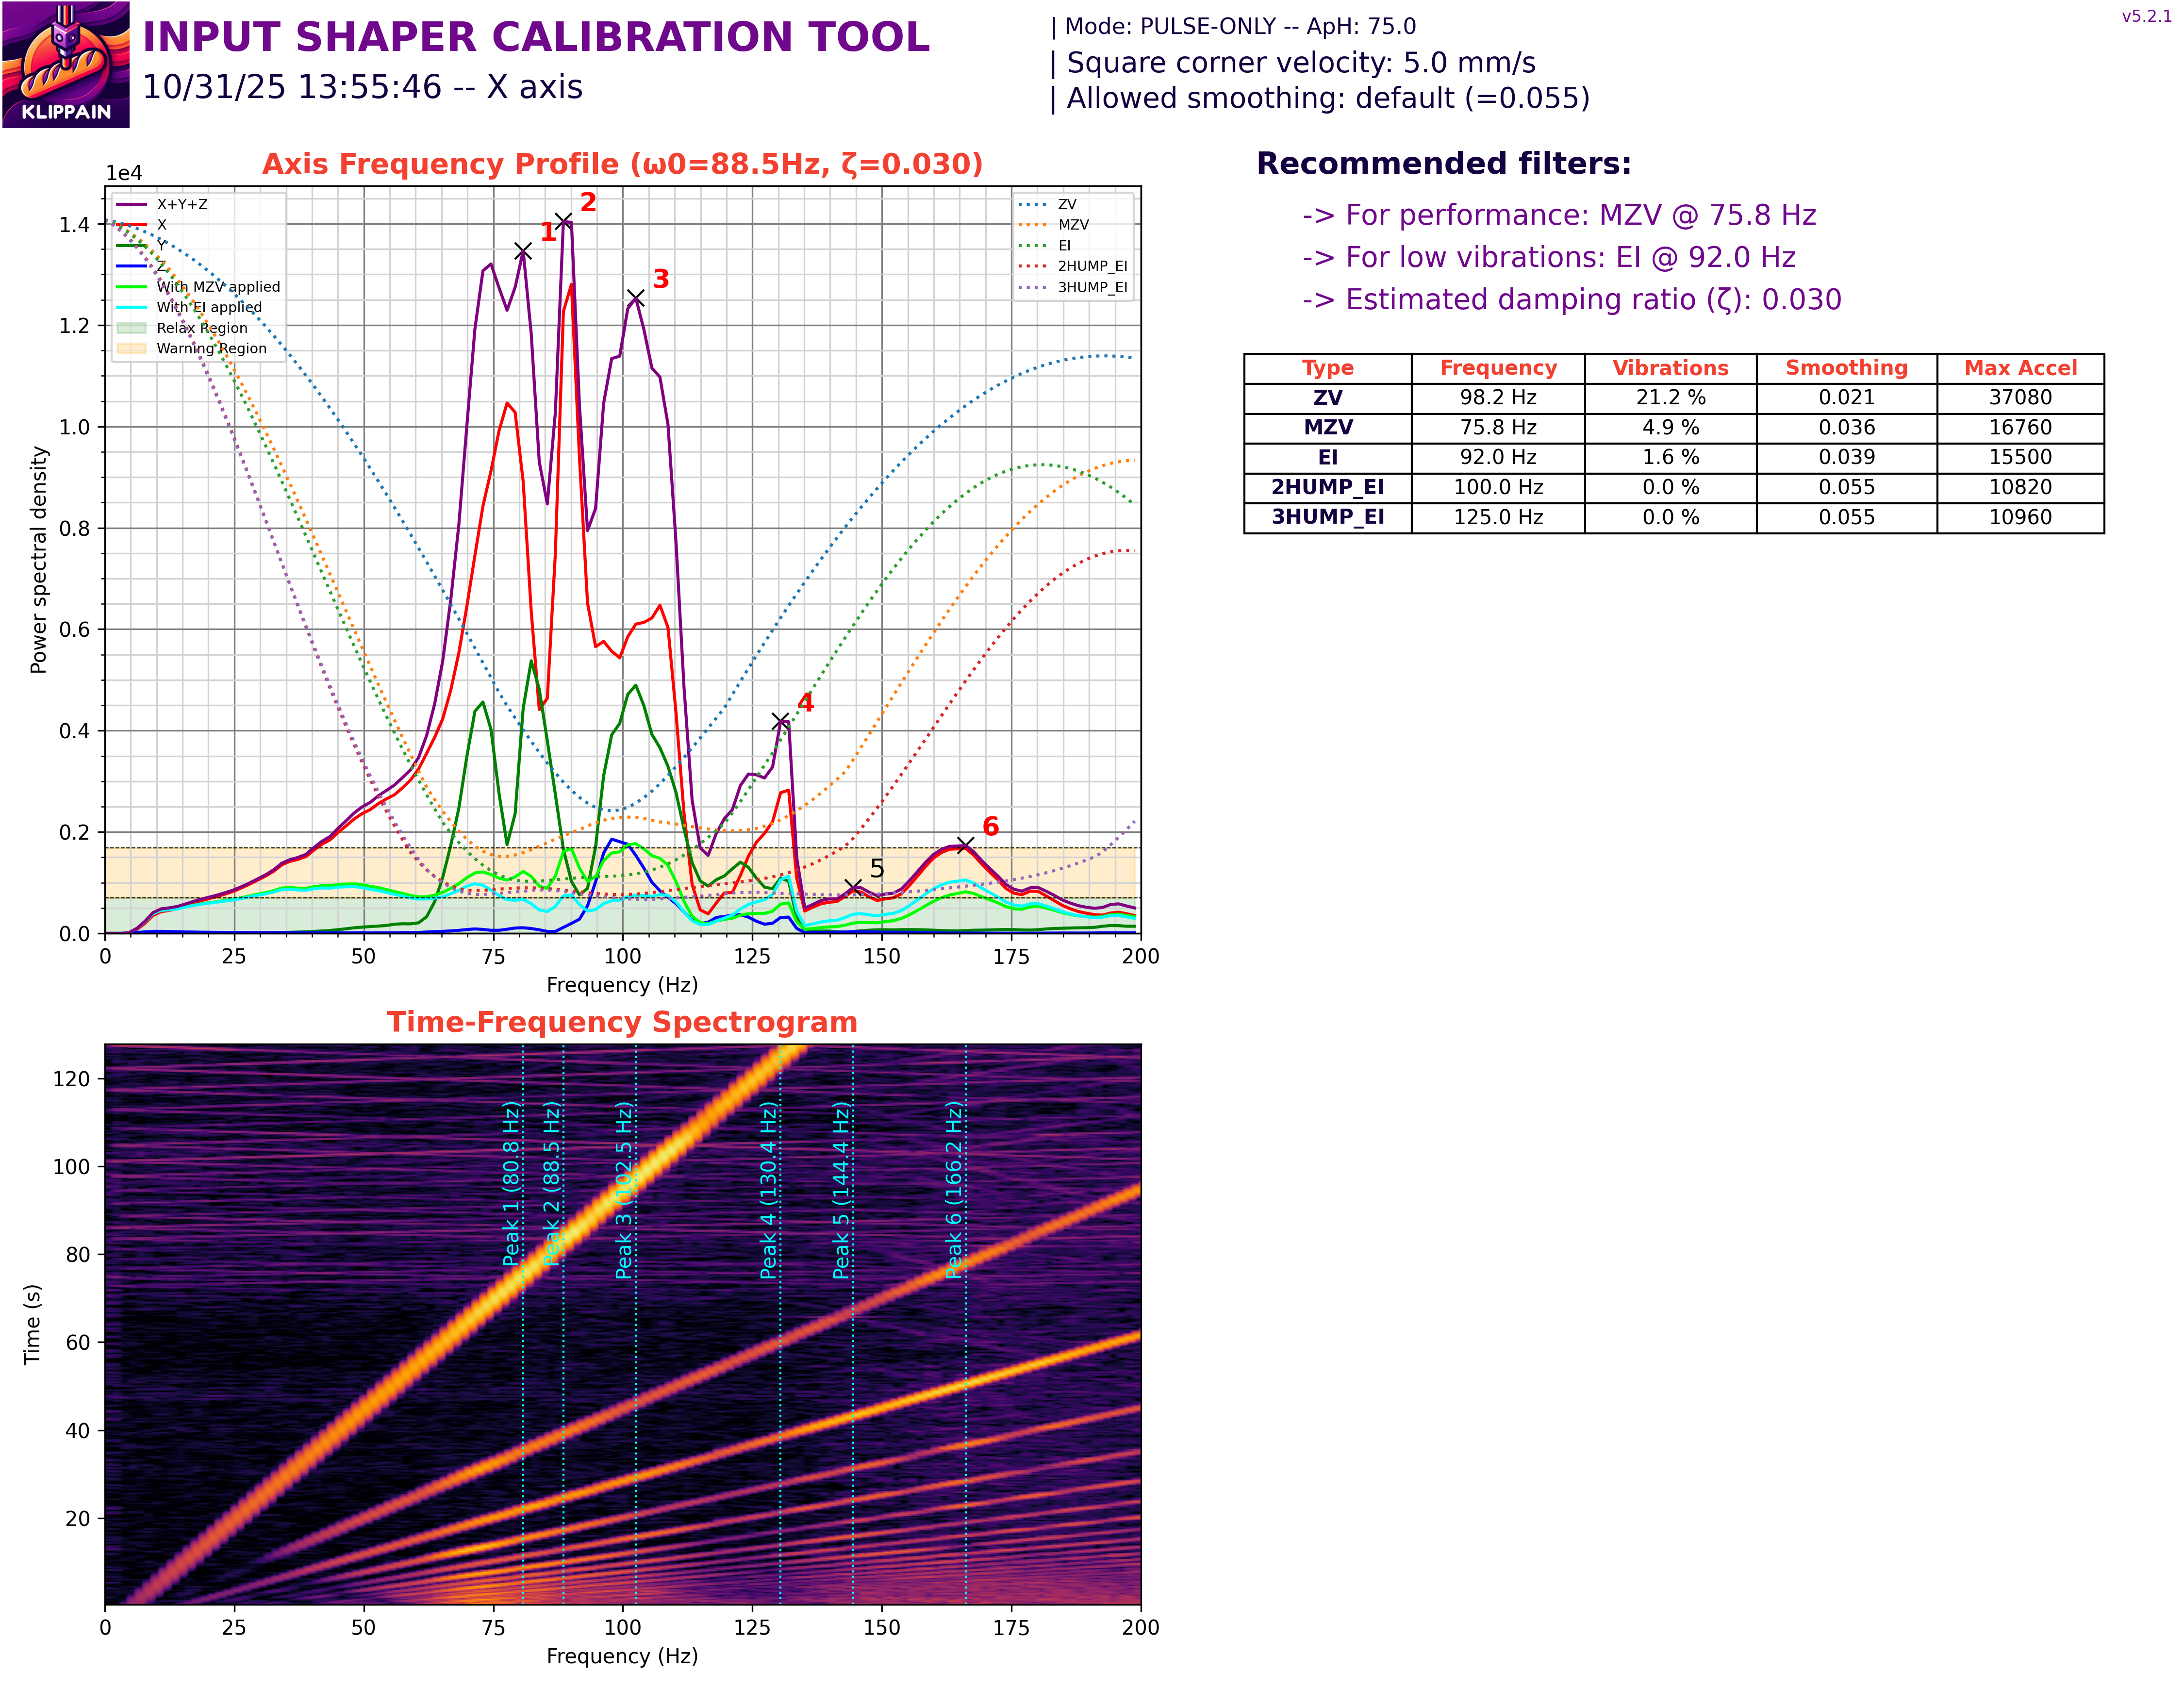 KLIPPAIN
INPUT SHAPER CALIBRATION TOOL
10/31/25 13:55:46 -- X axis
| Mode: PULSE-ONLY -- ApH: 75.0
| Square corner velocity: 5.0 mm/s
| Allowed smoothing: default (=0.055)
v5.2.1
Axis Frequency Profile (ω0=88.5Hz, ζ=0.030)
1e4
X+Y+Z
X
Y
Z
With MZV applied
With EI applied
Relax Region
Warning Region
ZV
MZV
EI
2HUMP_EI
3HUMP_EI
1
2
3
4
5
6
1.4
1.2
1.0
0.8
0.6
0.4
0.2
0.0
Power spectral density
0 25 50 75 100 125 150 175 200
Frequency (Hz)
Recommended filters:
-> For performance: MZV @ 75.8 Hz
-> For low vibrations: EI @ 92.0 Hz
-> Estimated damping ratio (ζ): 0.030
Type Frequency Vibrations Smoothing Max Accel
ZV 98.2 Hz 21.2 % 0.021 37080
MZV 75.8 Hz 4.9 % 0.036 16760
EI 92.0 Hz 1.6 % 0.039 15500
2HUMP_EI 100.0 Hz 0.0 % 0.055 10820
3HUMP_EI 125.0 Hz 0.0 % 0.055 10960
Time-Frequency Spectrogram
120
100
80
60
40
20
Time (s)
Peak 1 (80.8 Hz)
Peak 2 (88.5 Hz)
Peak 3 (102.5 Hz)
Peak 4 (130.4 Hz)
Peak 5 (144.4 Hz)
Peak 6 (166.2 Hz)
0 25 50 75 100 125 150 175 200
Frequency (Hz)